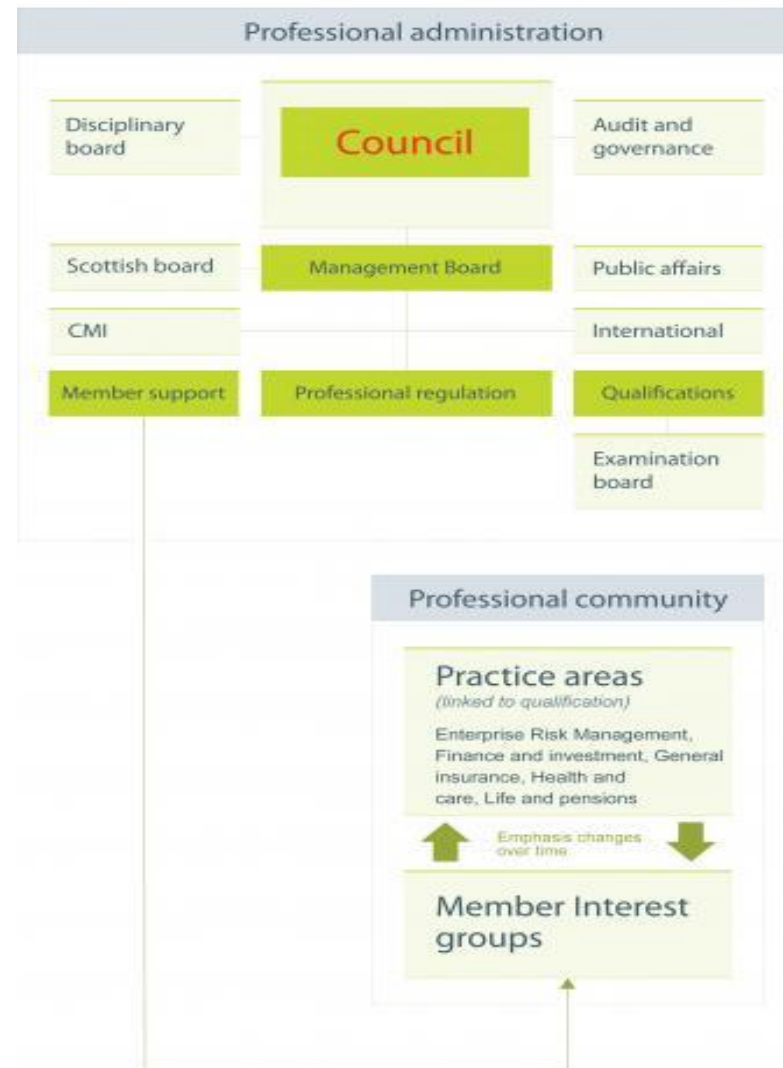 Professional administration
Disciplinary
board
Council
Audit and
governance
Scottish board
Management Board
Public affairs
CMI
International
Member support
Professional regulation
Qualifications
Examination
board
Professional community
Practice areas
(linked to qualification)
Enterprise Risk Management,
Finance and investment, General
insurance, Health and
care, Life and pensions
Emphasis changes
over time
Member Interest
groups